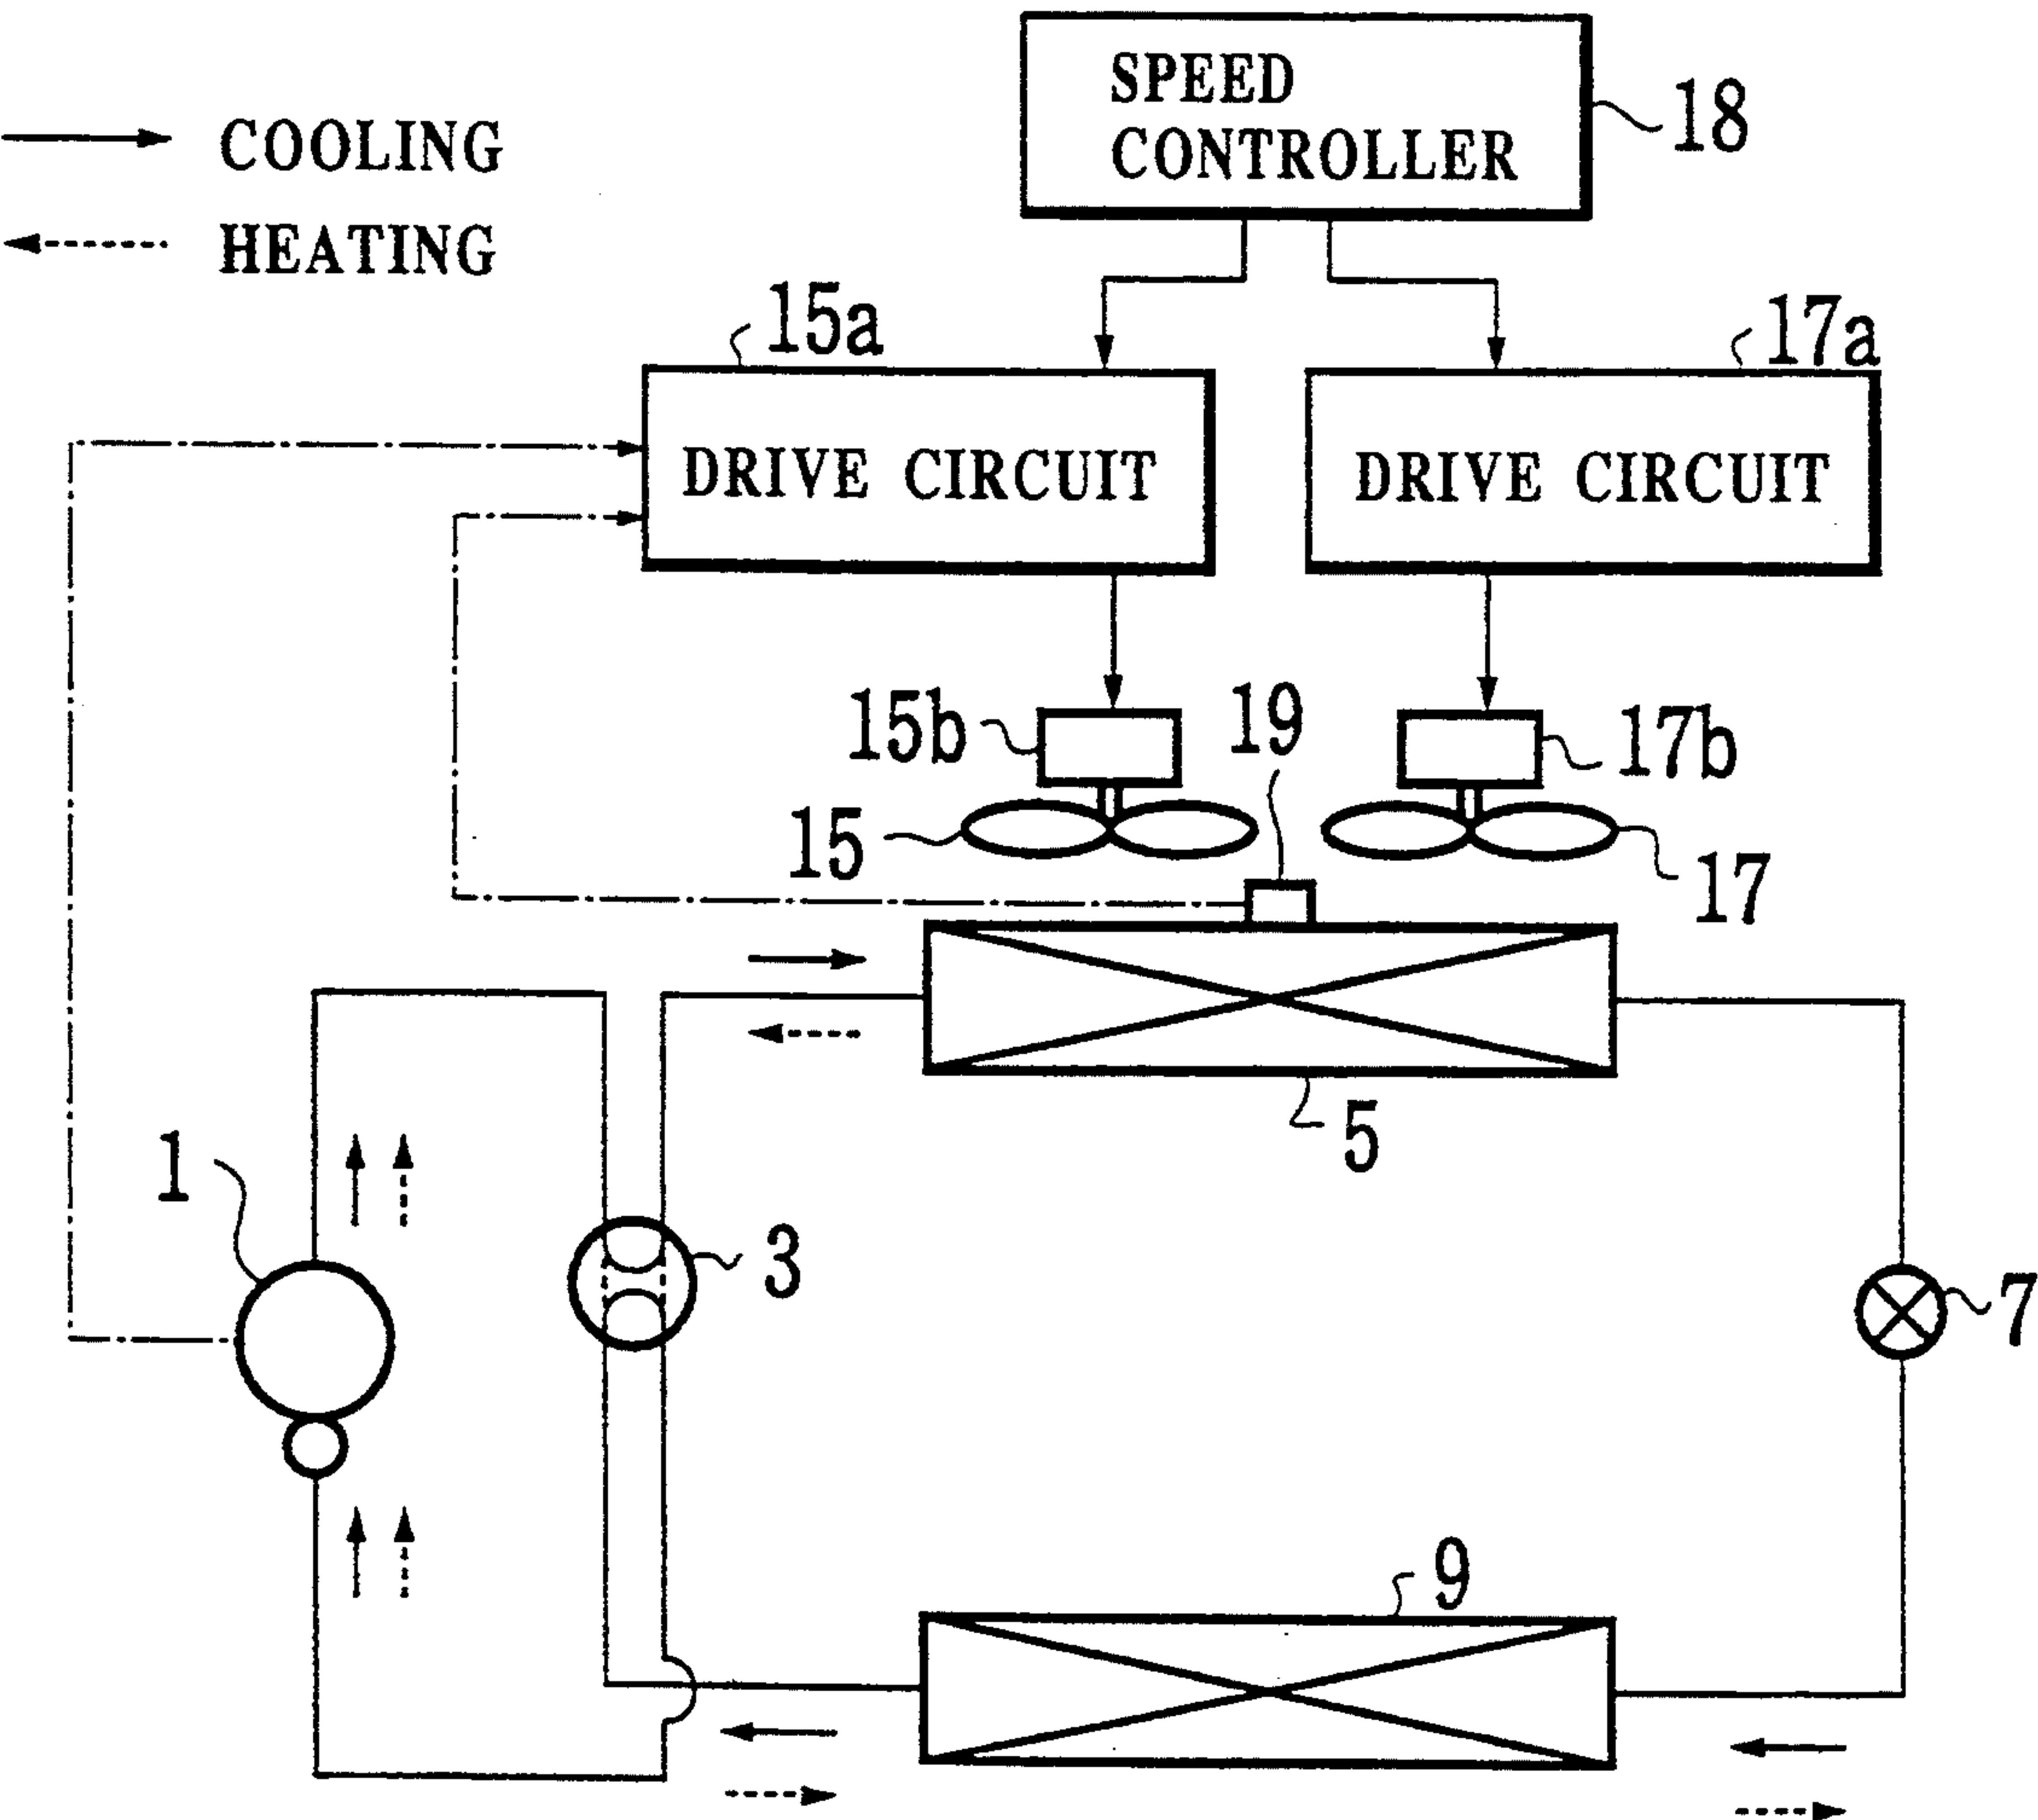 SPEED
CONTROLLER
18
COOLING
HEATING
15a
17a
DRIVE CIRCUIT
DRIVE CIRCUIT
15b
19
17b
15
17
5
1
3
7
9